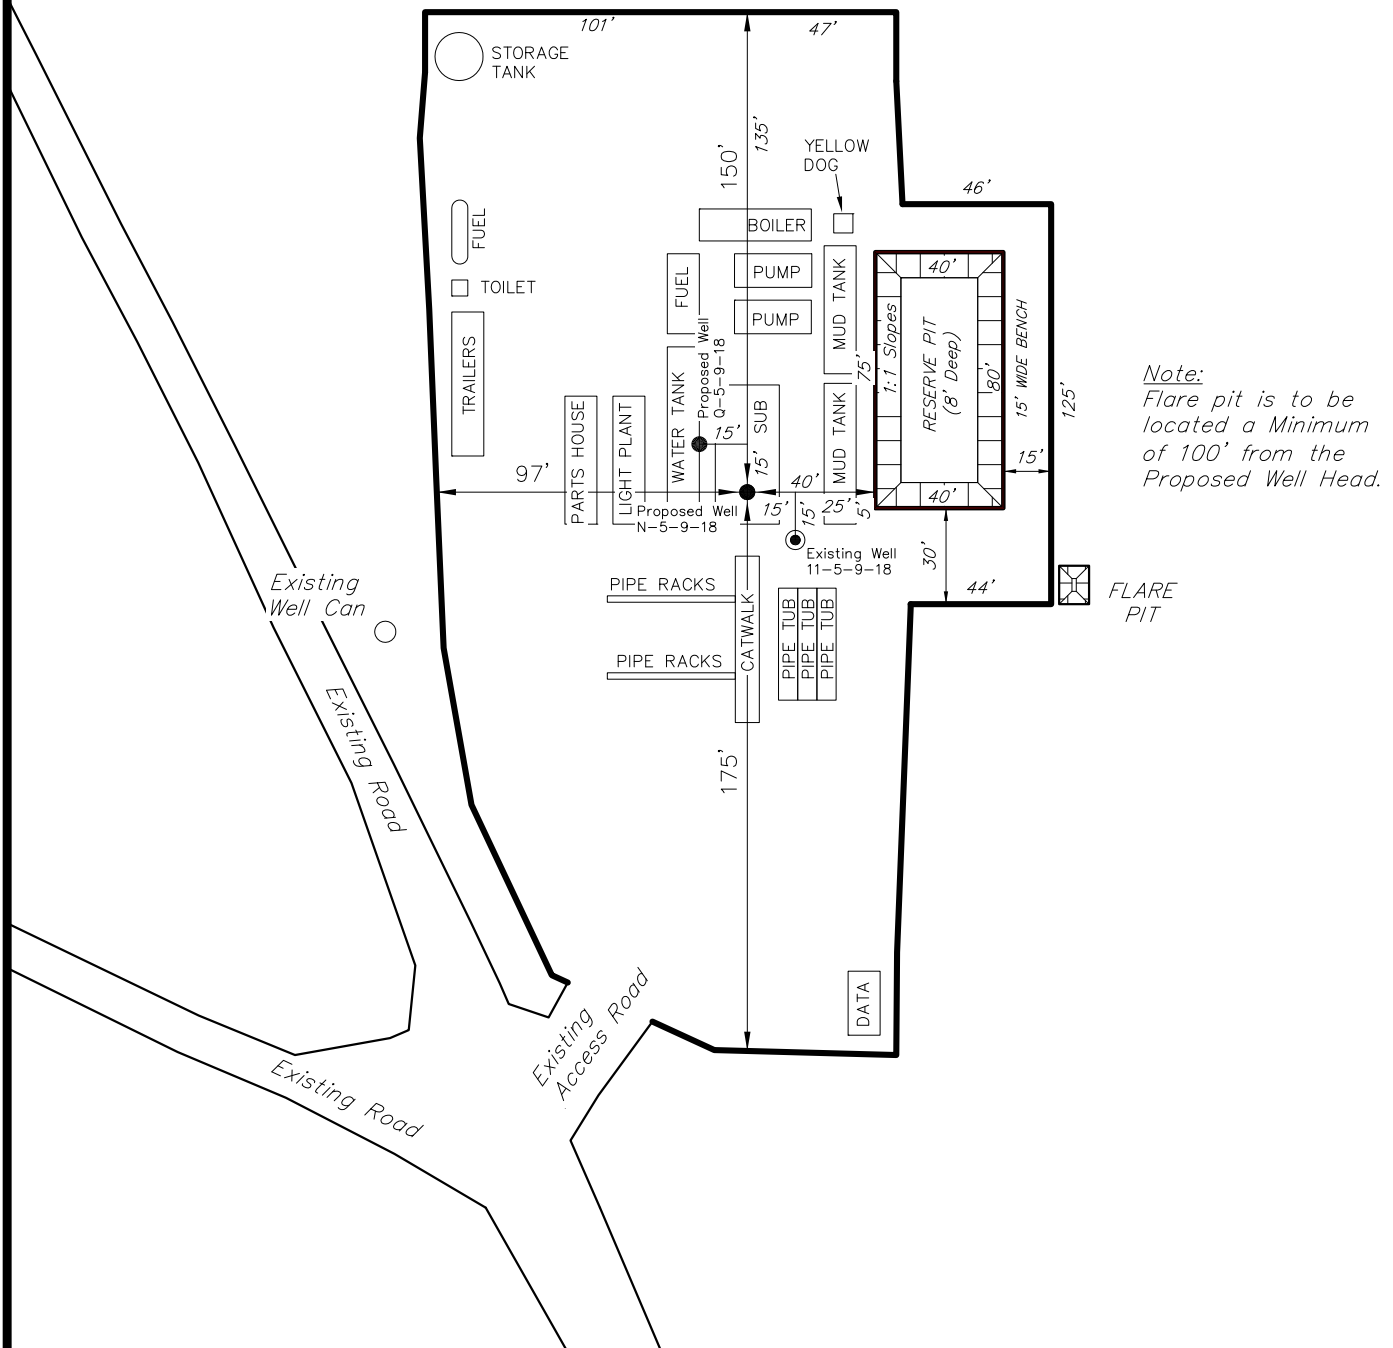 101'
47'
STORAGE
TANK
150'
135'
YELLOW
DOG
46'
FUEL
BOILER
TOILET
FUEL
PUMP
PUMP
MUD TANK
40'
1:1 Slopes
RESERVE PIT
(8' Deep)
80'
15' WIDE BENCH
125'
75'
TRAILERS
Proposed Well
Q-5-9-18
Note:
Flare pit is to be
located a Minimum
of 100' from the
Proposed Well Head.
PARTS HOUSE
LIGHT PLANT
WATER TANK
15'
SUB
15'
MUD TANK
97'
40'
40'
15'
Proposed Well
N-5-9-18
15'
15'
25'
5'
Existing Well
11-5-9-18
30'
44'
FLARE
PIT
Existing
Well Can
PIPE RACKS
PIPE RACKS
CATWALK
PIPE TUB
PIPE TUB
PIPE TUB
Existing Road
175'
DATA
Existing
Access Road
Existing Road